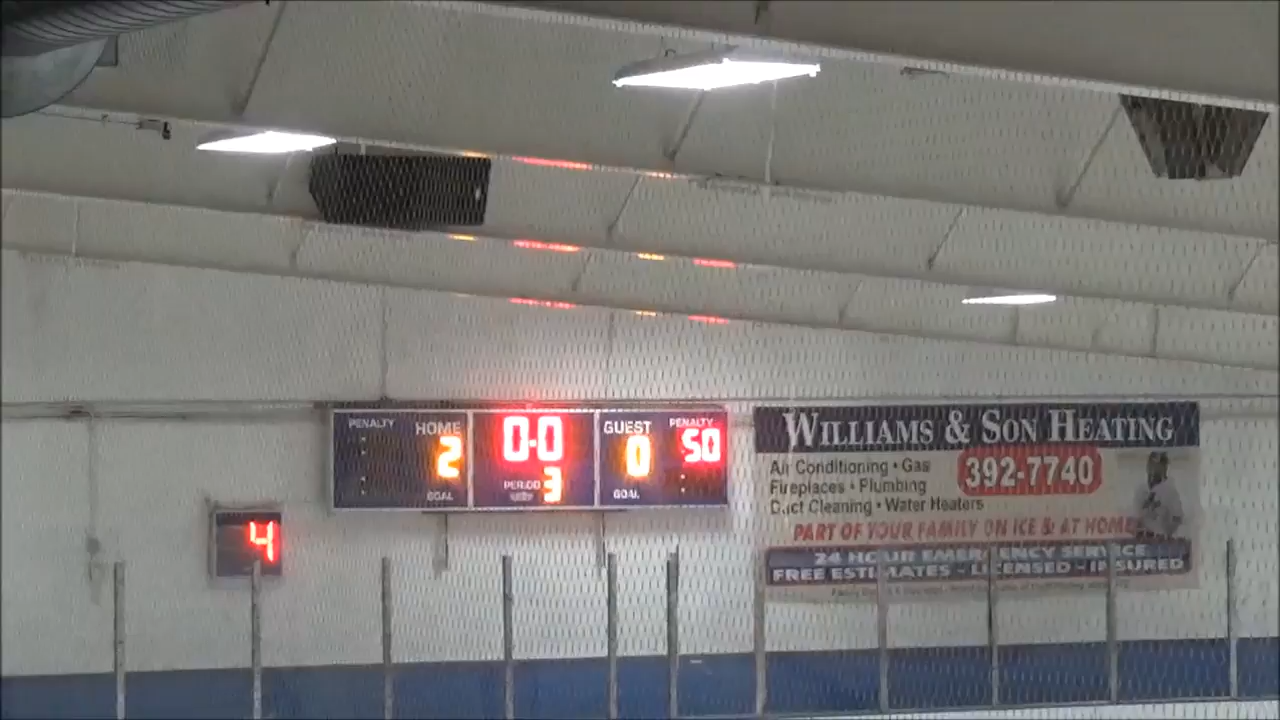 PENALTY HOME GUEST PENALTY
2 0-0 0 50
PERIOD 3
GOAL GOAL
4
WILLIAMS & SON HEATING
Air Conditioning • Gas
392-7740
Fireplaces • Plumbing
Duct Cleaning • Water Heaters
PART OF YOUR FAMILY ON ICE & AT HOME
24 HOUR EMERGENCY SERVICE
FREE ESTIMATES - LICENSED - INSURED